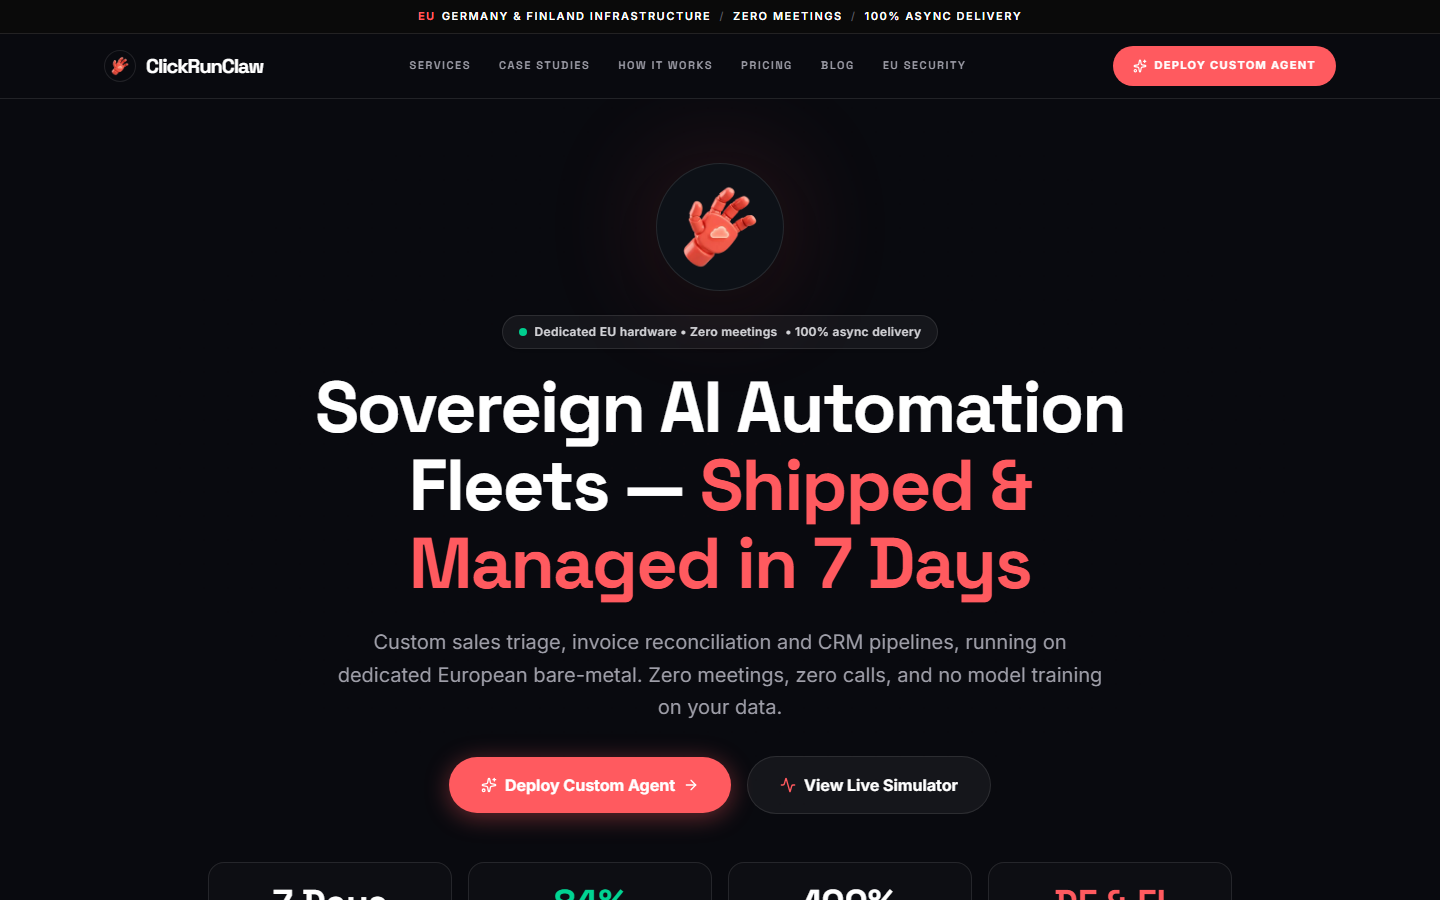 EU GERMANY & FINLAND INFRASTRUCTURE / ZERO MEETINGS / 100% ASYNC DELIVERY
ClickRunClaw
SERVICES CASE STUDIES HOW IT WORKS PRICING BLOG EU SECURITY
DEPLOY CUSTOM AGENT
Dedicated EU hardware • Zero meetings • 100% async delivery
Sovereign AI Automation
Fleets — Shipped &
Managed in 7 Days
Custom sales triage, invoice reconciliation and CRM pipelines, running on
dedicated European bare-metal. Zero meetings, zero calls, and no model training
on your data.
Deploy Custom Agent →
View Live Simulator
7 Days 84%